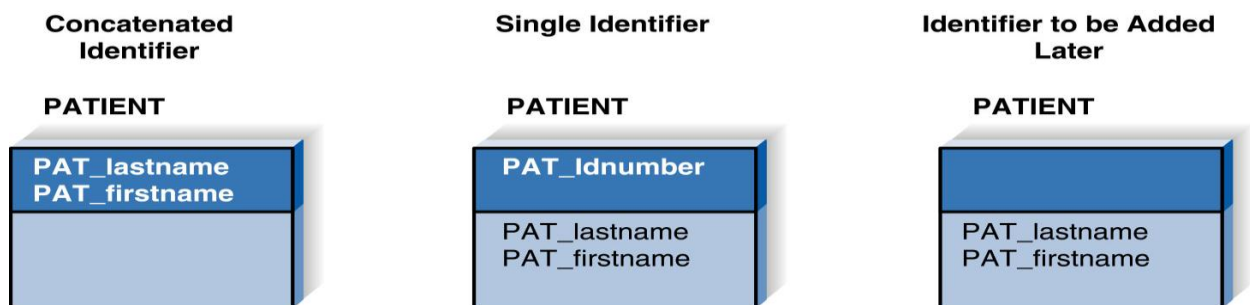 Concatenated
Identifier
PATIENT
PAT_lastname
PAT_firstname
Single Identifier
PATIENT
PAT_Idnumber
PAT_lastname
PAT_firstname
Identifier to be Added
Later
PATIENT
PAT_lastname
PAT_firstname